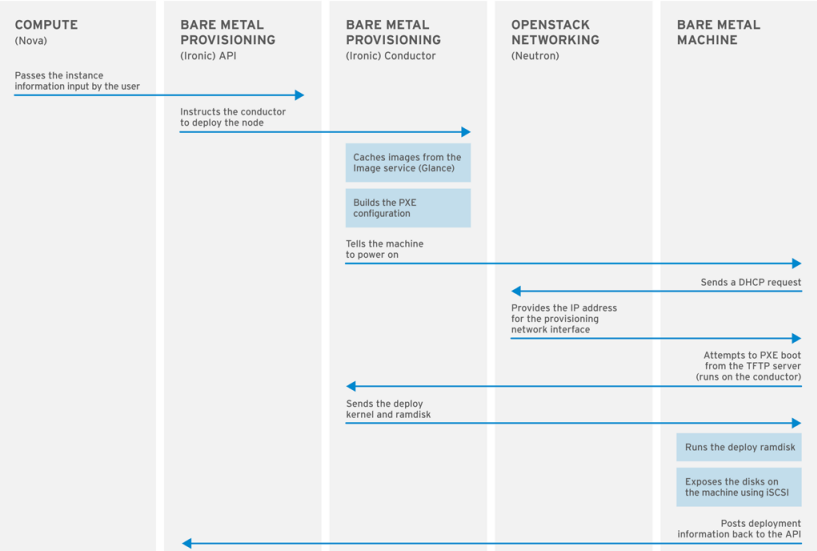 COMPUTE
(Nova)
BARE METAL
PROVISIONING
(Ironic) API
BARE METAL
PROVISIONING
(Ironic) Conductor
OPENSTACK
NETWORKING
(Neutron)
BARE METAL
MACHINE
Passes the instance
information input by the user
Instructs the conductor
to deploy the node
Caches images from the
Image service (Glance)
Builds the PXE
configuration
Tells the machine
to power on
Sends a DHCP request
Provides the IP address
for the provisioning
network interface
Attempts to PXE boot
from the TFTP server
(runs on the conductor)
Sends the deploy
kernel and ramdisk
Runs the deploy ramdisk
Exposes the disks on
the machine using iSCSI
Posts deployment
information back to the API